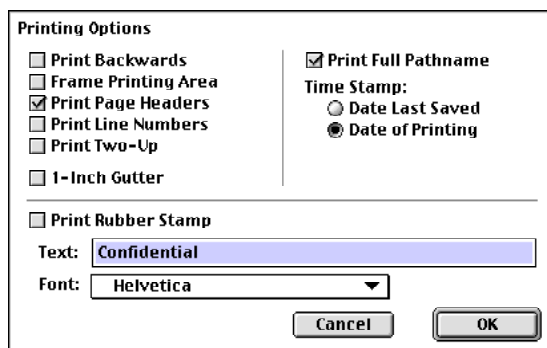 Printing Options
Print Backwards
Frame Printing Area
Print Page Headers
Print Line Numbers
Print Two-Up
1-Inch Gutter
Print Full Pathname
Time Stamp:
Date Last Saved
Date of Printing
Print Rubber Stamp
Text: Confidential
Font: Helvetica
Cancel OK